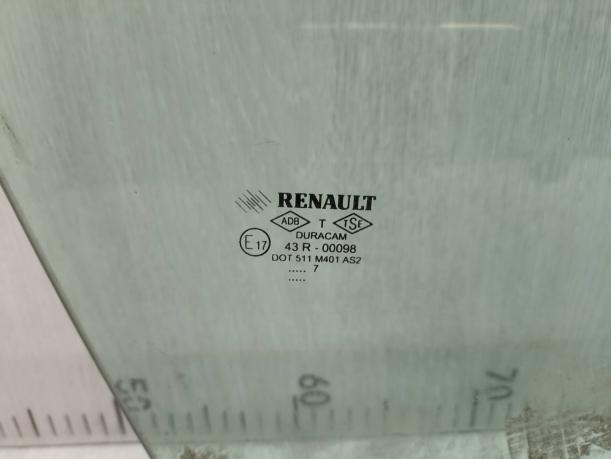 RENAULT
ADB T TSE
DURACAM
E17 43 R - 00098
DOT 511 M401 AS2
..... 7
.....
50 60 70